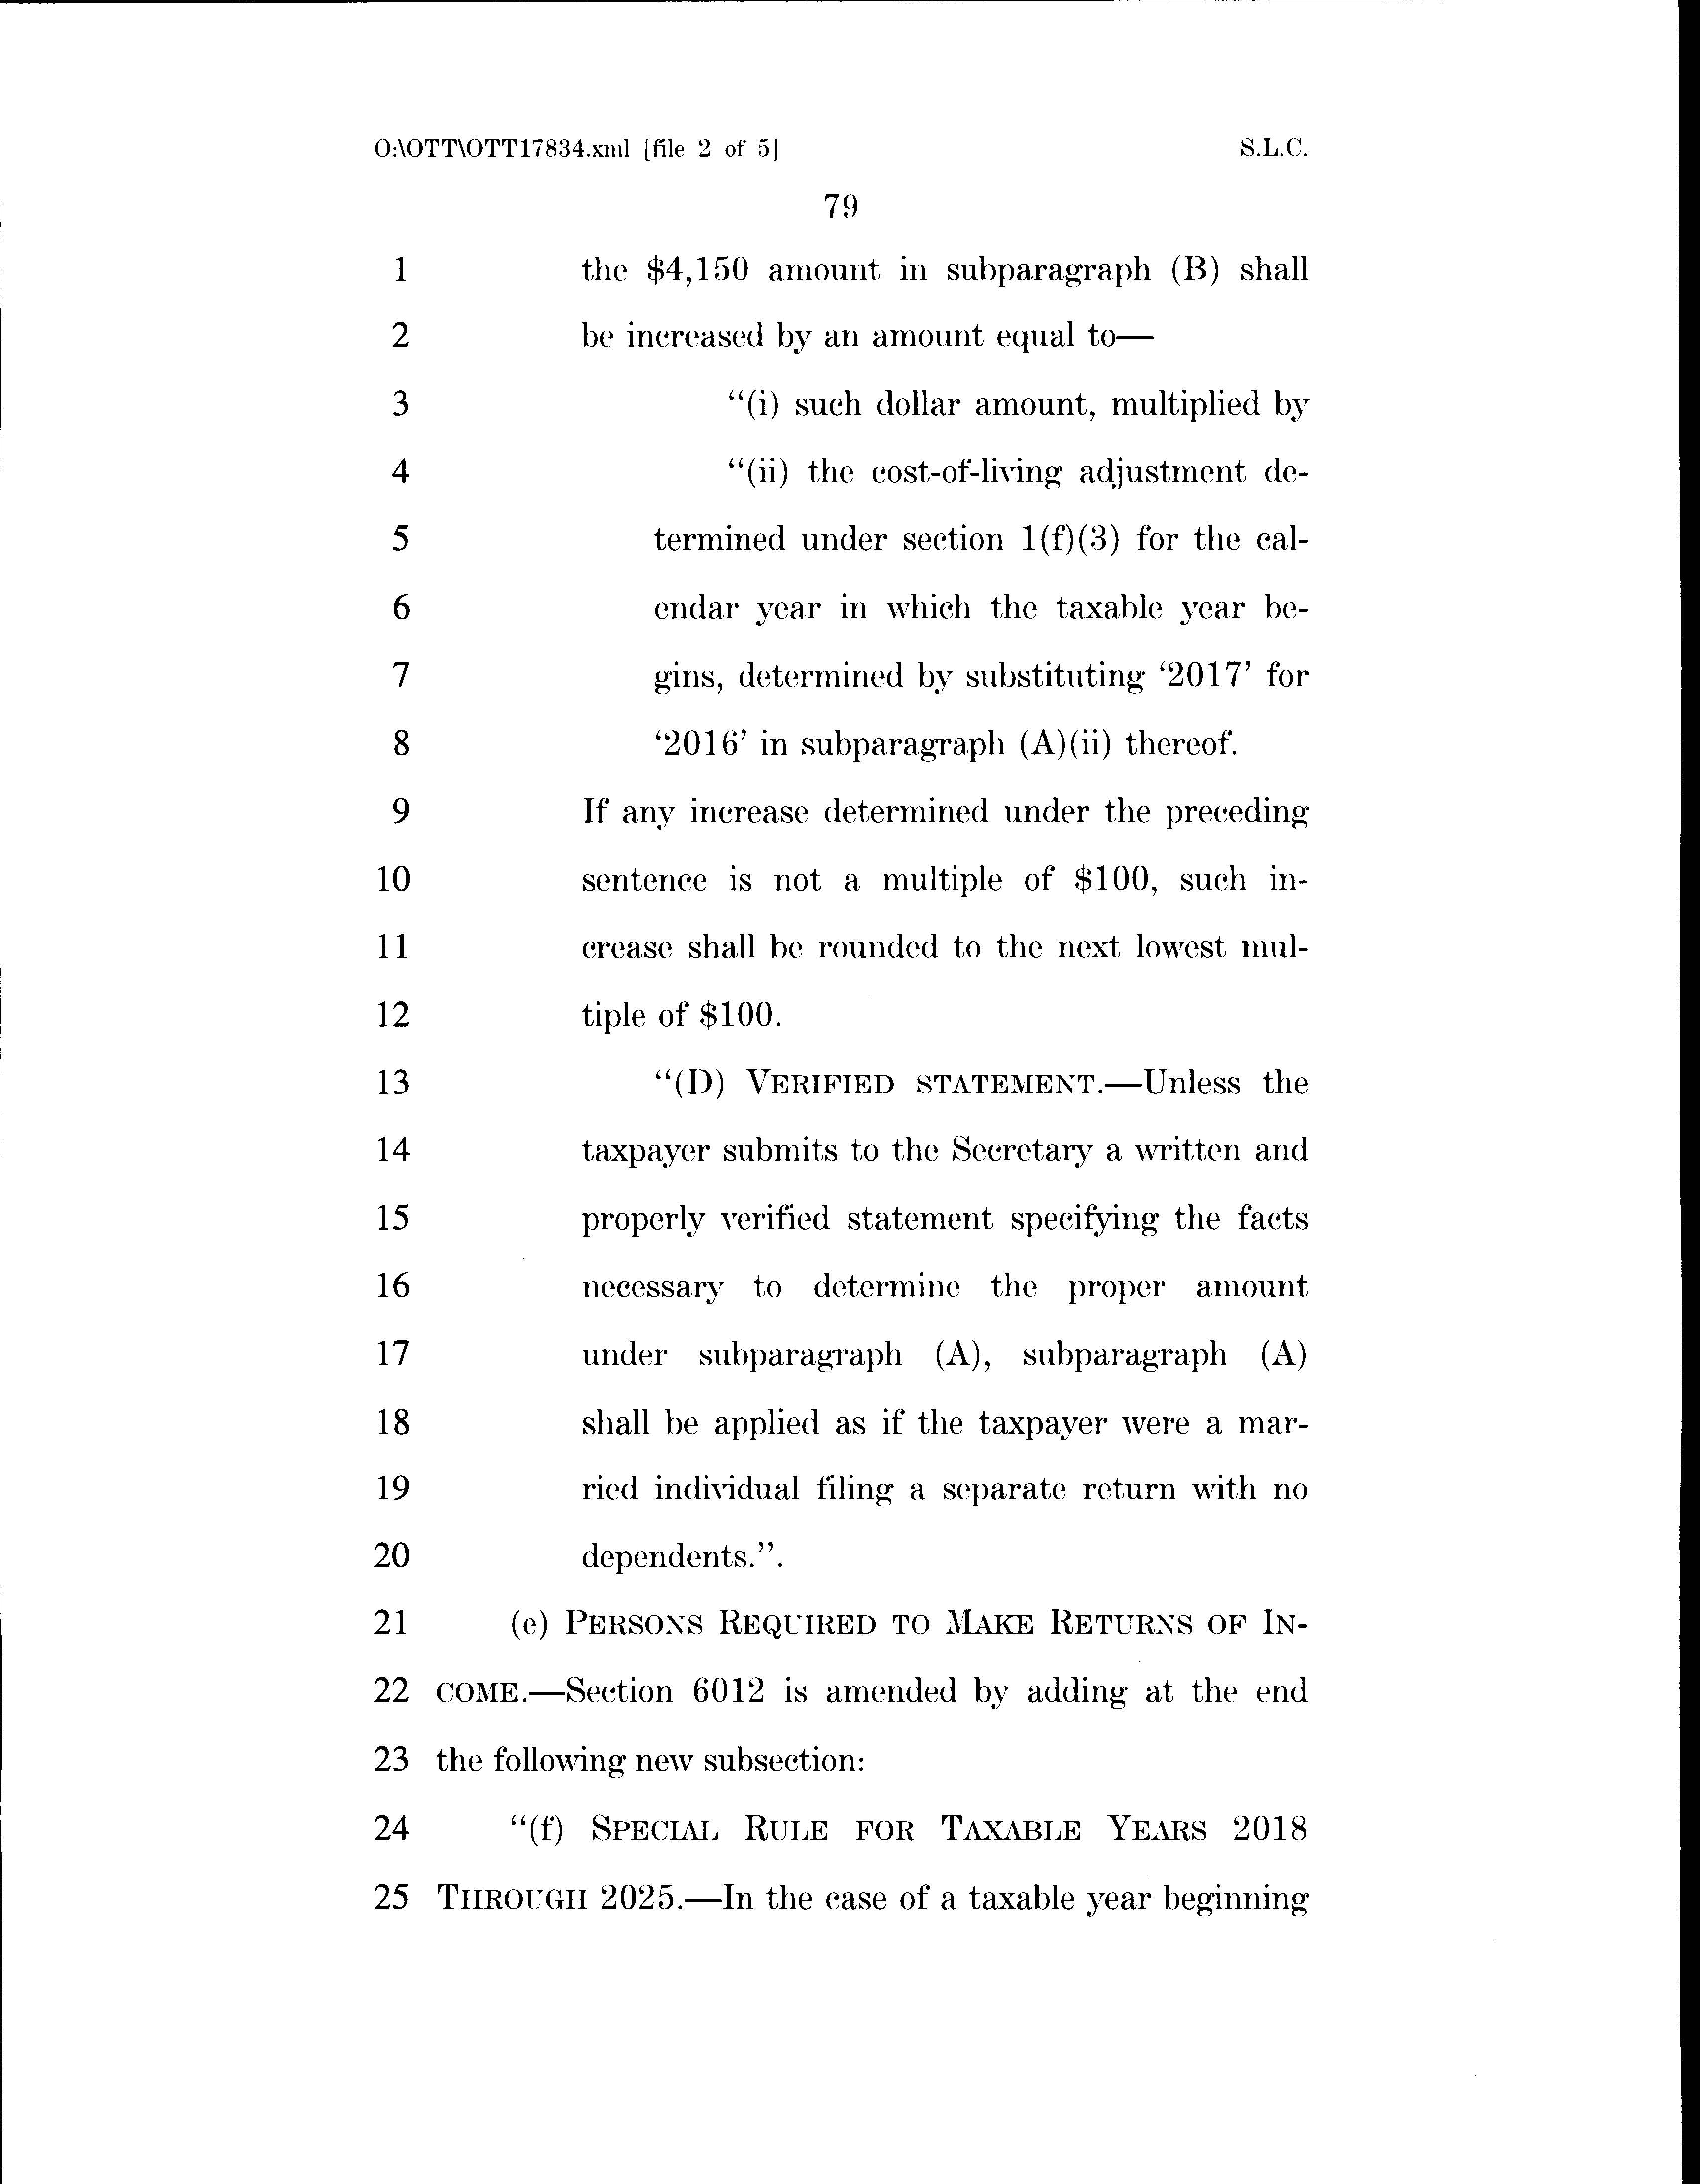 O:\OTT\OTT17834.xml [file 2 of 5] S.L.C.
79
1 the $4,150 amount in subparagraph (B) shall
2 be increased by an amount equal to—
3 “(i) such dollar amount, multiplied by
4 “(ii) the cost-of-living adjustment de-
5 termined under section 1(f)(3) for the cal-
6 endar year in which the taxable year be-
7 gins, determined by substituting ‘2017’ for
8 ‘2016’ in subparagraph (A)(ii) thereof.
9 If any increase determined under the preceding
10 sentence is not a multiple of $100, such in-
11 crease shall be rounded to the next lowest mul-
12 tiple of $100.
13 “(D) VERIFIED STATEMENT.—Unless the
14 taxpayer submits to the Secretary a written and
15 properly verified statement specifying the facts
16 necessary to determine the proper amount
17 under subparagraph (A), subparagraph (A)
18 shall be applied as if the taxpayer were a mar-
19 ried individual filing a separate return with no
20 dependents.”.
21 (e) PERSONS REQUIRED TO MAKE RETURNS OF IN-
22 COME.—Section 6012 is amended by adding at the end
23 the following new subsection:
24 “(f) SPECIAL RULE FOR TAXABLE YEARS 2018
25 THROUGH 2025.—In the case of a taxable year beginning